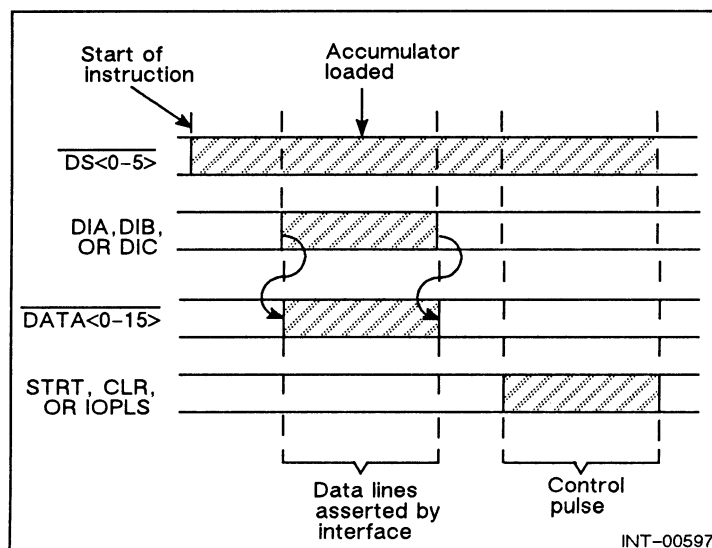 Start of
instruction
Accumulator
loaded
DS<0-5>
DIA, DIB,
OR DIC
DATA<0-15>
STRT, CLR,
OR IOPLS
Data lines
asserted by
interface
Control
pulse
INT-00597